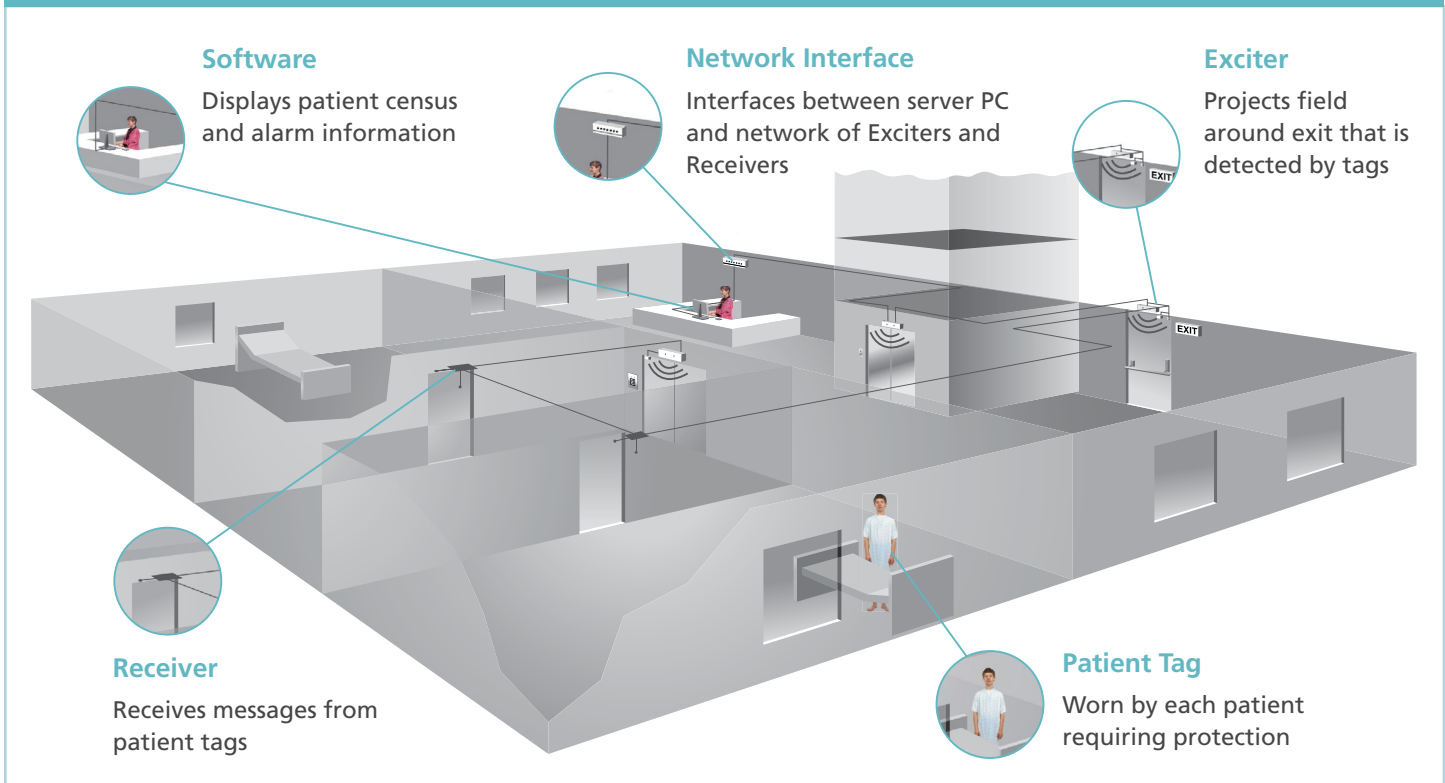 Software
Displays patient census
and alarm information
Network Interface
Interfaces between server PC
and network of Exciters and
Receivers
Exciter
Projects field
around exit that is
detected by tags
EXIT
EXIT
Receiver
Receives messages from
patient tags
Patient Tag
Worn by each patient
requiring protection